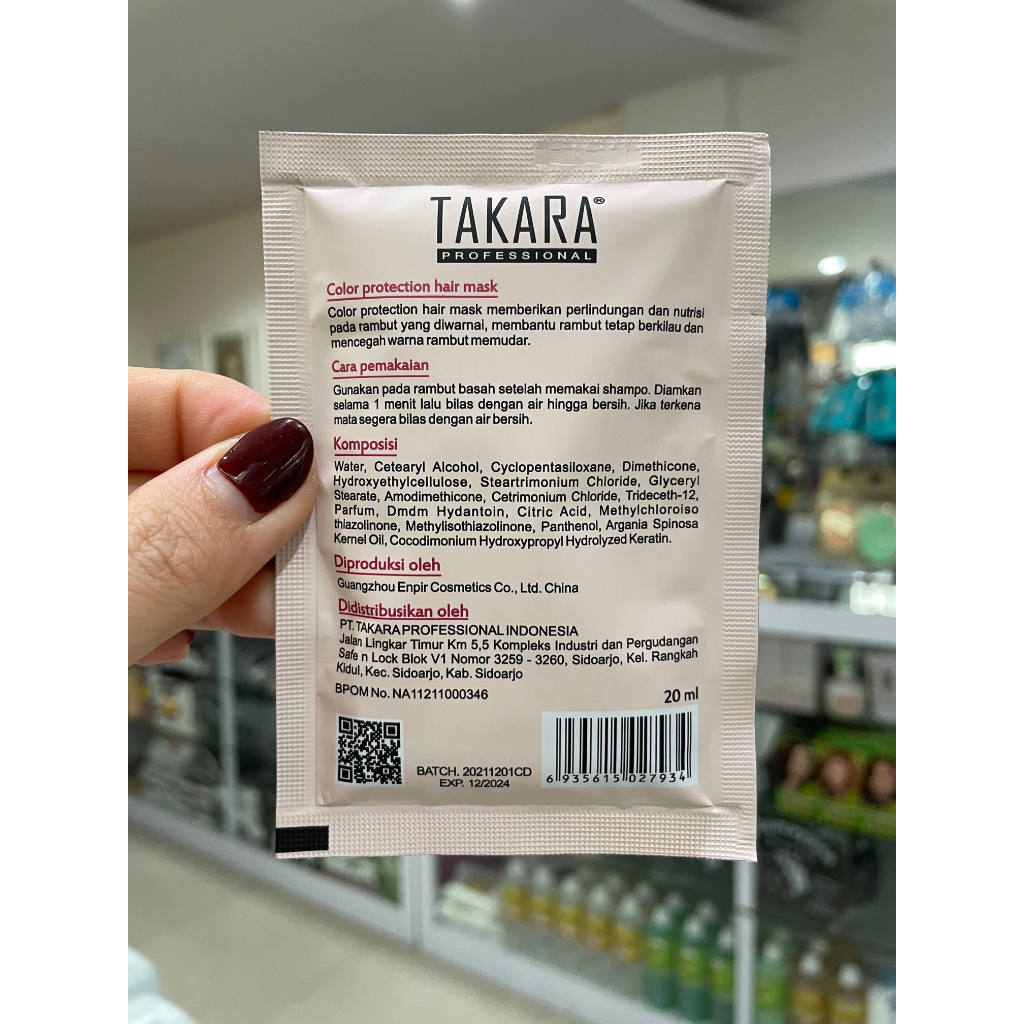 TAKARA®
PROFESSIONAL
Color protection hair mask
Color protection hair mask memberikan perlindungan dan nutrisi
pada rambut yang diwarnai, membantu rambut tetap berkilau dan
mencegah warna rambut memudar.
Cara pemakaian
Gunakan pada rambut basah setelah memakai shampo. Diamkan
selama 1 menit lalu bilas dengan air hingga bersih. Jika terkena
mata segera bilas dengan air bersih.
Komposisi
Water, Cetearyl Alcohol, Cyclopentasiloxane, Dimethicone,
Hydroxyethylcellulose, Steartrimonium Chloride, Glyceryl
Stearate, Amodimethicone, Cetrimonium Chloride, Trideceth-12,
Parfum, Dmdm Hydantoin, Citric Acid, Methylchloroiso
thiazolinone, Methylisothiazolinone, Panthenol, Argania Spinosa
Kernel Oil, Cocodimonium Hydroxypropyl Hydrolyzed Keratin.
Diproduksi oleh
Guangzhou Enpir Cosmetics Co., Ltd. China
Didistribusikan oleh
PT. TAKARA PROFESSIONAL INDONESIA
Jalan Lingkar Timur Km 5,5 Kompleks Industri dan Pergudangan
Safe n Lock Blok V1 Nomor 3259 - 3260, Sidoarjo, Kel. Rangkah
Kidul, Kec. Sidoarjo, Kab. Sidoarjo
BPOM No. NA11211000346
20 ml
BATCH. 20211201CD
EXP. 12/2024
6 935615 027934